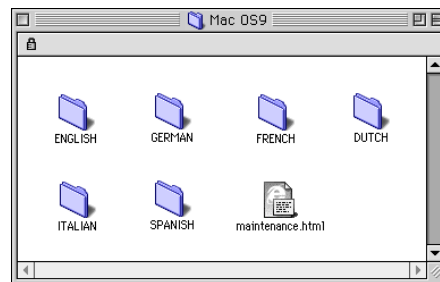 Mac OS9
ENGLISH GERMAN FRENCH DUTCH
ITALIAN SPANISH maintenance.html